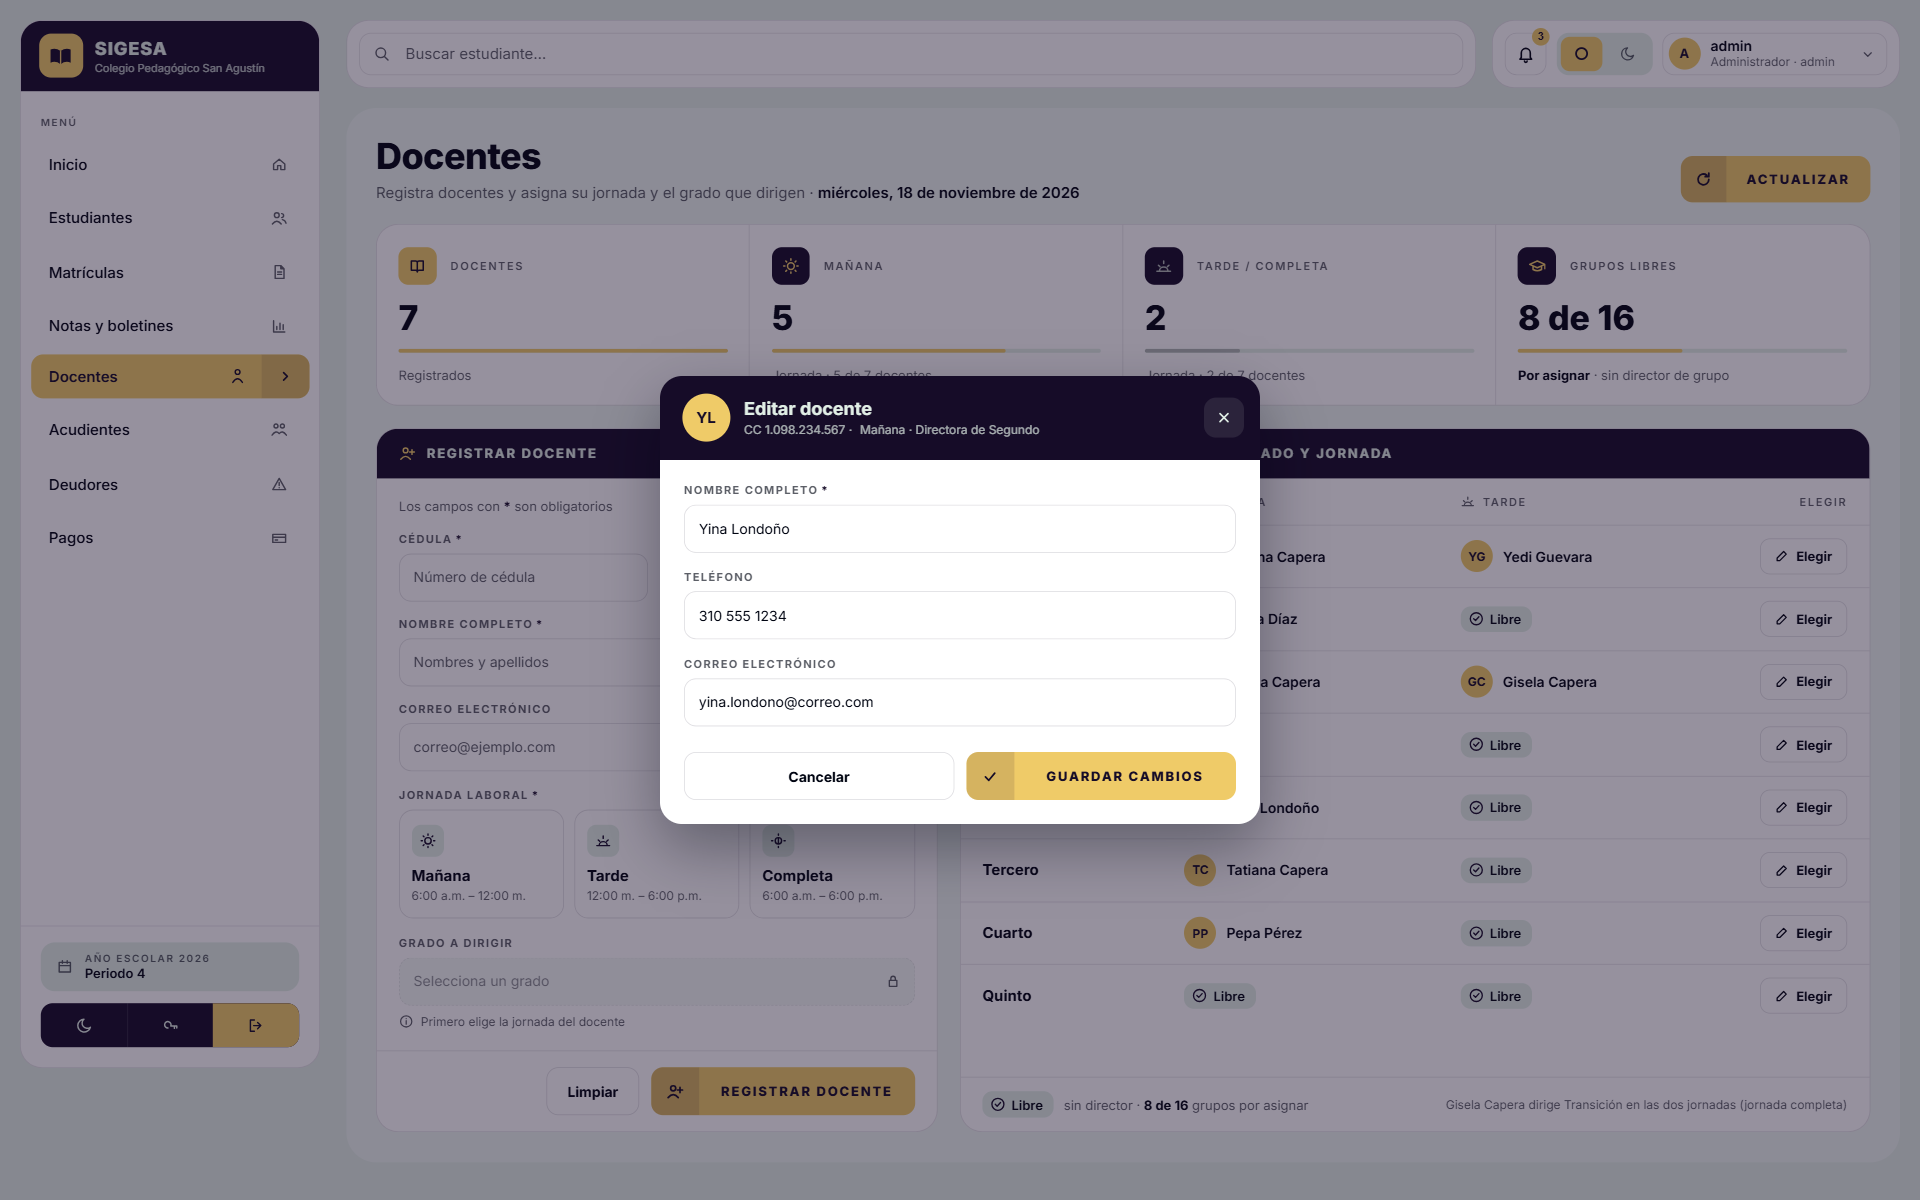 SIGESA
Colegio Pedagógico San Agustín
MENÚ
Inicio
Estudiantes
Matrículas
Notas y boletines
Docentes
Acudientes
Deudores
Pagos
AÑO ESCOLAR 2026
Periodo 4
Buscar estudiante...
3
A
admin
Administrador · admin
Docentes
Registra docentes y asigna su jornada y el grado que dirigen · miércoles, 18 de noviembre de 2026
ACTUALIZAR
DOCENTES
7
Registrados
MAÑANA
5
Jornada · 5 de 7 docentes
TARDE / COMPLETA
2
Jornada · 2 de 7 docentes
GRUPOS LIBRES
8 de 16
Por asignar · sin director de grupo
REGISTRAR DOCENTE
Los campos con * son obligatorios
CÉDULA *
Número de cédula
NOMBRE COMPLETO *
Nombres y apellidos
CORREO ELECTRÓNICO
correo@ejemplo.com
JORNADA LABORAL *
Mañana
6:00 a.m. – 12:00 m.
Tarde
12:00 m. – 6:00 p.m.
Completa
6:00 a.m. – 6:00 p.m.
GRADO A DIRIGIR
Selecciona un grado
Primero elige la jornada del docente
Limpiar
REGISTRAR DOCENTE
YL
Editar docente
CC 1.098.234.567 · Mañana · Directora de Segundo
NOMBRE COMPLETO *
Yina Londoño
TELÉFONO
310 555 1234
CORREO ELECTRÓNICO
yina.londono@correo.com
Cancelar
GUARDAR CAMBIOS
ADO Y JORNADA
TARDE
ELEGIR
Capera
YG
Yedi Guevara
Elegir
Díaz
Libre
Elegir
Capera
GC
Gisela Capera
Elegir
Libre
Elegir
Londoño
Libre
Elegir
Tercero
TC
Tatiana Capera
Libre
Elegir
Cuarto
PP
Pepa Pérez
Libre
Elegir
Quinto
Libre
Libre
Elegir
Libre
sin director · 8 de 16 grupos por asignar
Gisela Capera dirige Transición en las dos jornadas (jornada completa)